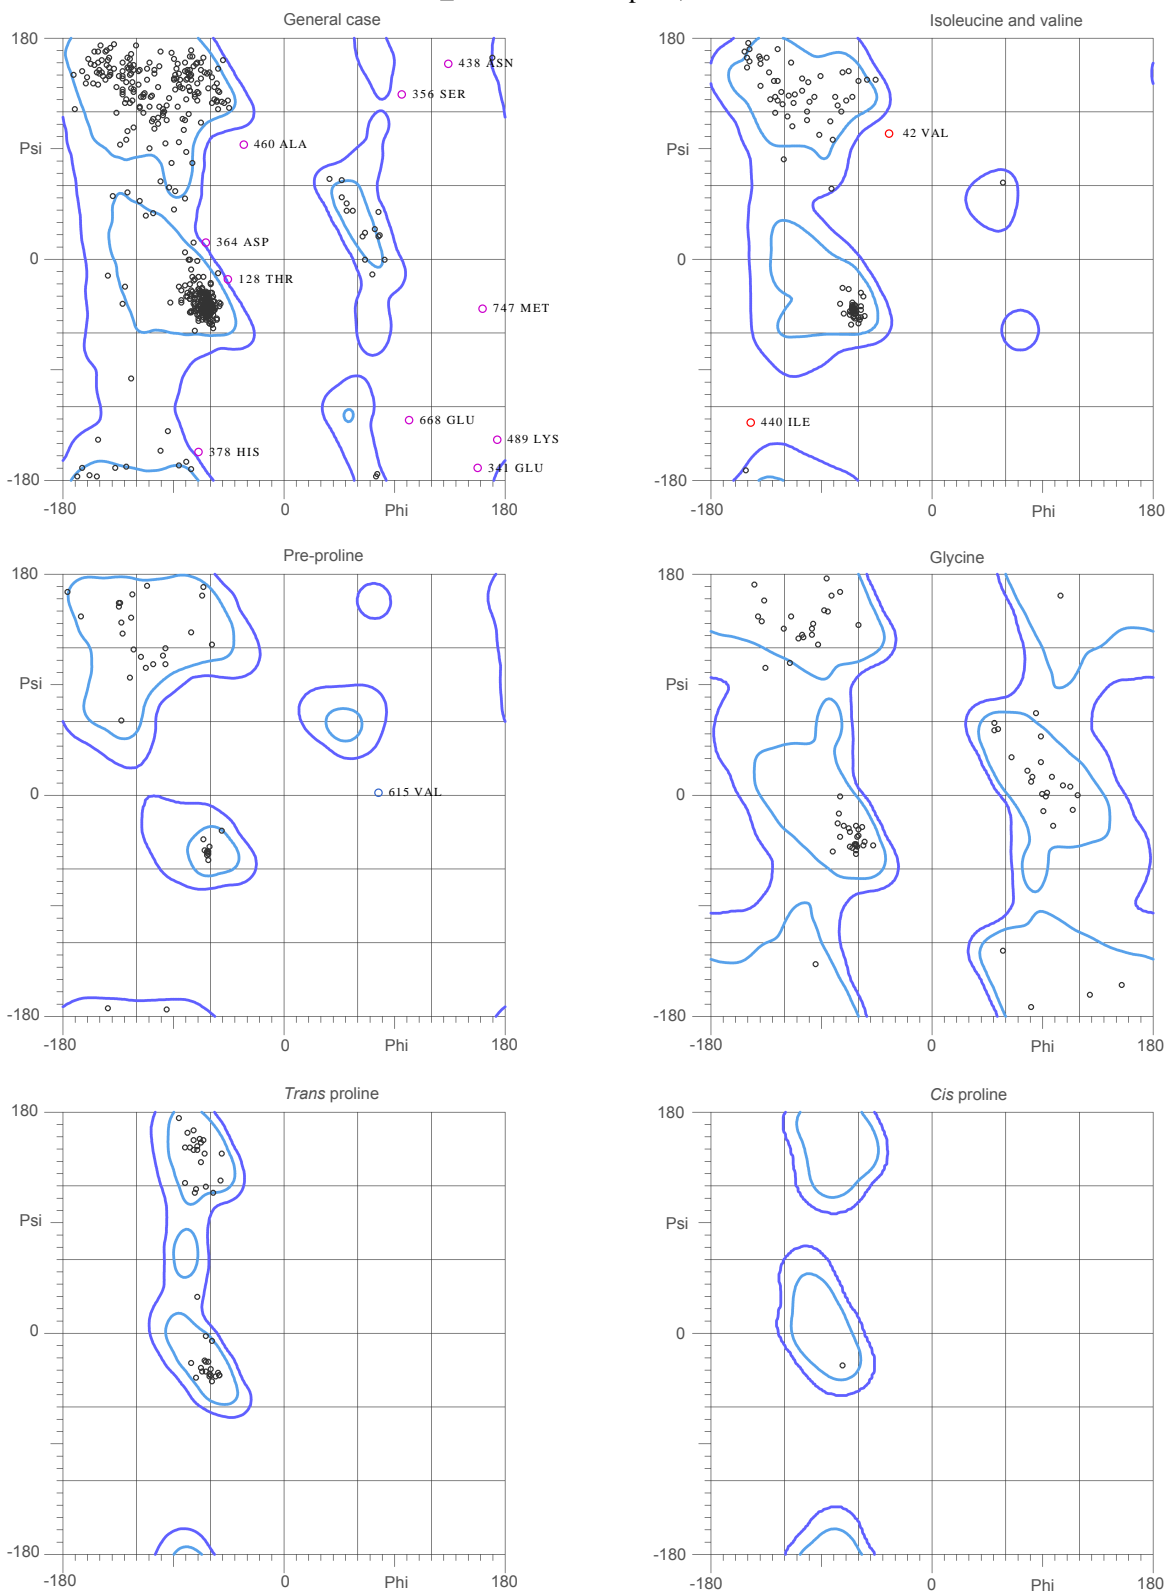 General case
Isoleucine and valine
180
438 ASN
356 SER
Psi
460 ALA
364 ASP
0
128 THR
747 MET
668 GLU
489 LYS
378 HIS
341 GLU
-180
-180
0
Phi
180
180
42 VAL
Psi
0
440 ILE
-180
-180
0
Phi
180
Pre-proline
Glycine
180
Psi
0
615 VAL
-180
-180
0
Phi
180
180
Psi
0
-180
-180
0
Phi
180
Trans proline
Cis proline
180
Psi
0
-180
-180
0
Phi
180
180
Psi
0
-180
-180
0
Phi
180